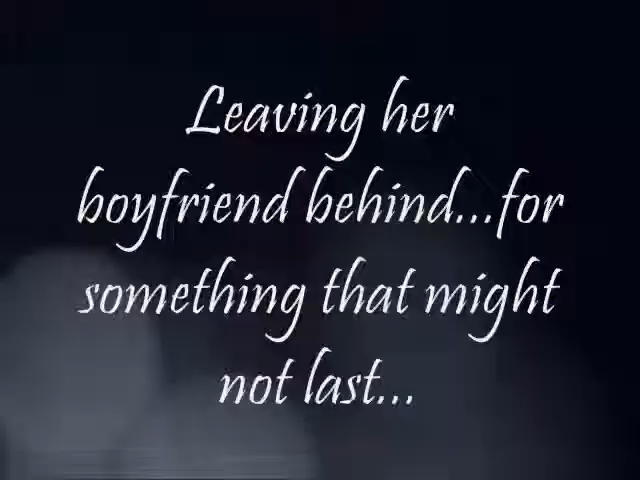 Leaving her
boyfriend behind...for
something that might
not last...